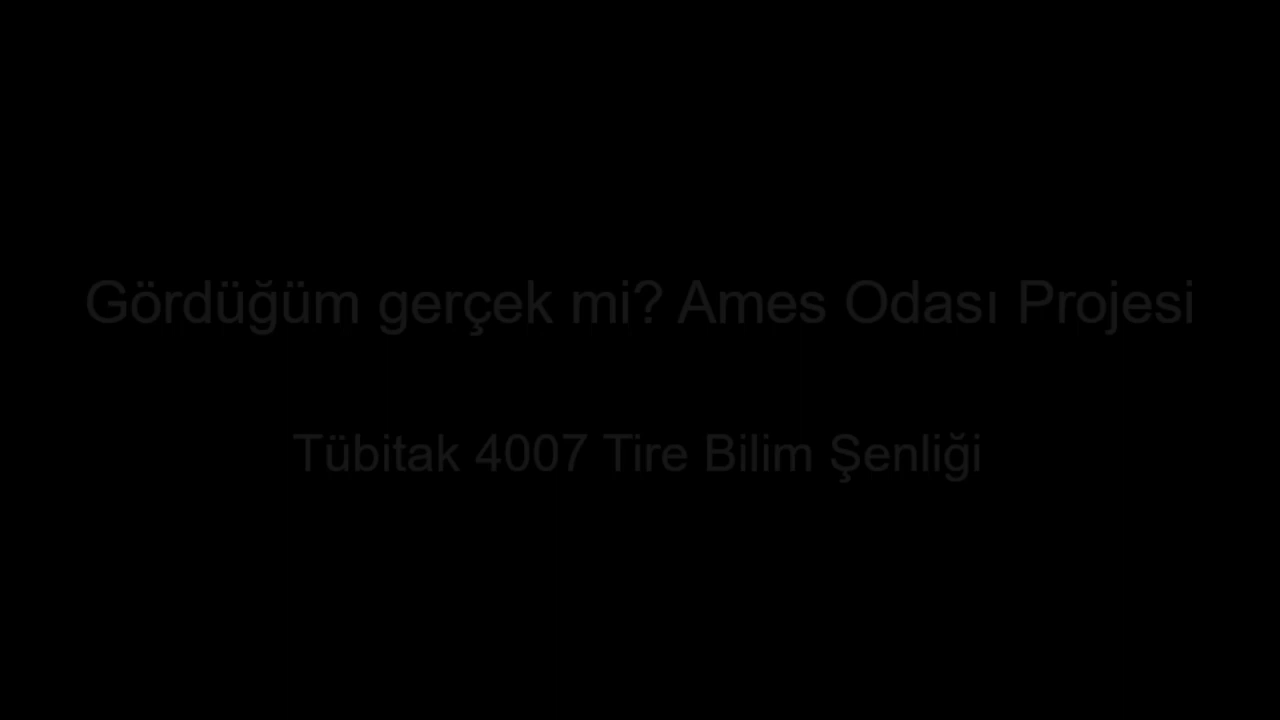 Gördüğüm gerçek mi? Ames Odası Projesi
Tübitak 4007 Tire Bilim Şenliği